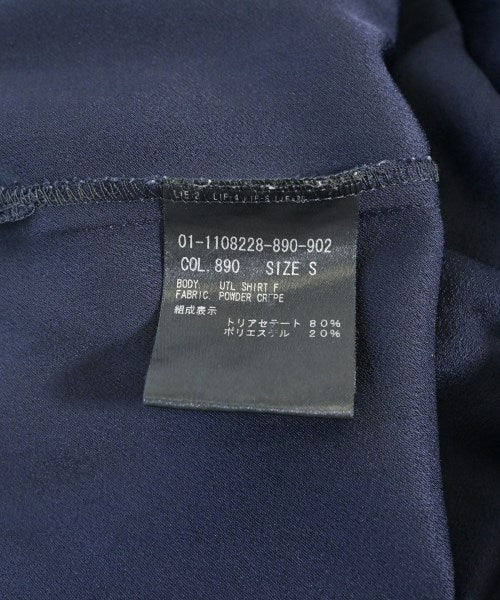 01-1108228-890-902
COL. 890 SIZE S
BODY. UTL SHIRT F
FABRIC. POWDER CREPE
組成表示
トリアセテート 80%
ポリエステル 20%